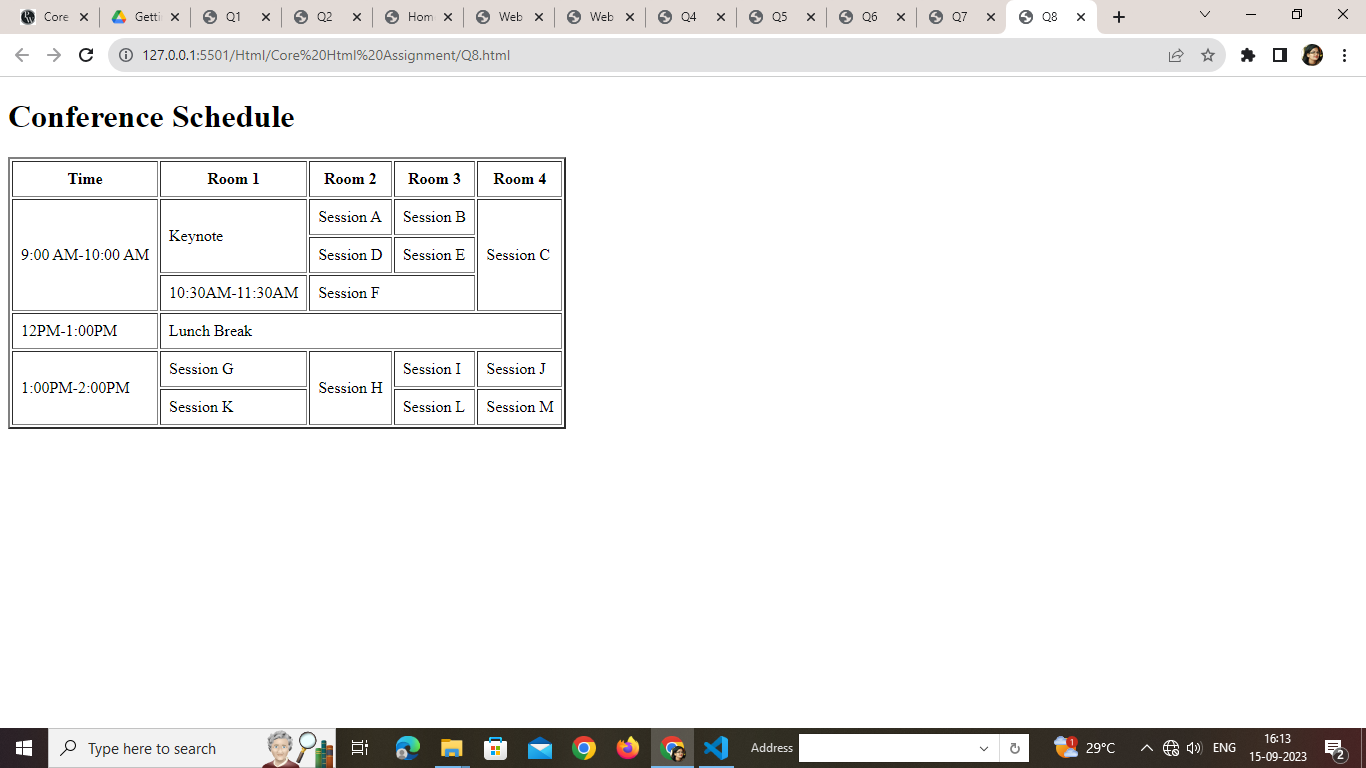 Core Getti Q1 Q2 Hom Web Web Q4 Q5 Q6 Q7 Q8
127.0.0.1:5501/Html/Core%20Html%20Assignment/Q8.html
Conference Schedule
Time Room 1 Room 2 Room 3 Room 4
9:00 AM-10:00 AM Keynote Session A Session B Session C
Session D Session E
10:30AM-11:30AM Session F
12PM-1:00PM Lunch Break
1:00PM-2:00PM Session G Session H Session I Session J
Session K Session L Session M
Type here to search Address 1 29°C ENG 16:13
15-09-2023 2